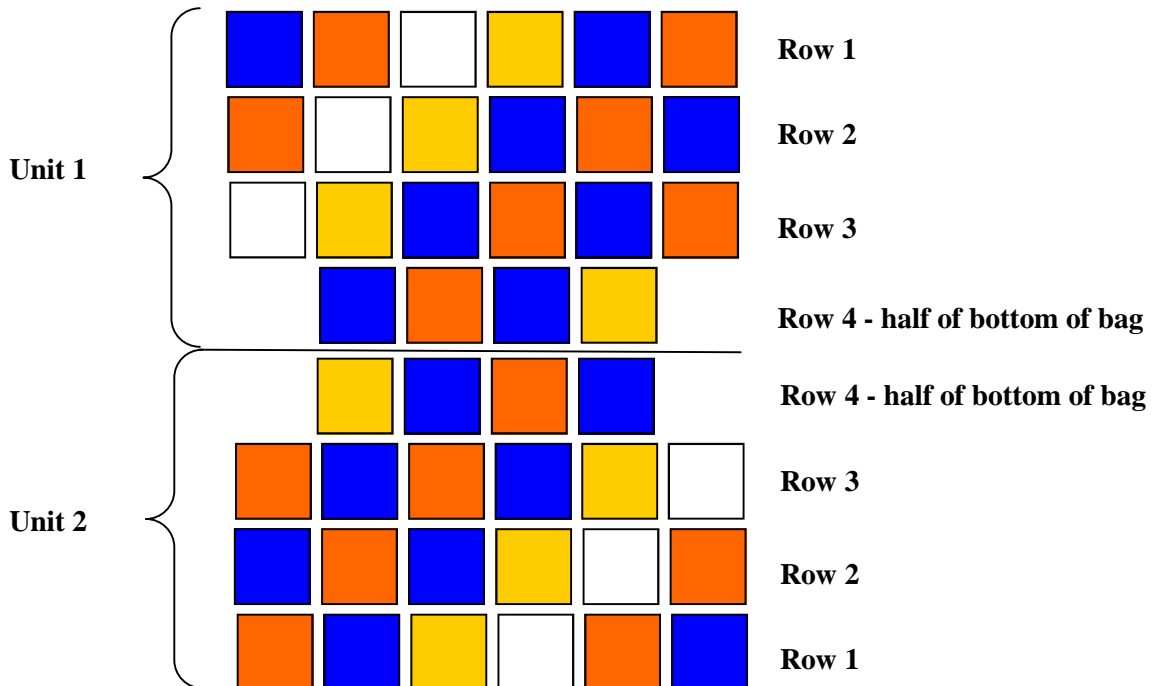 Row 1
Row 2
Unit 1
Row 3
Row 4 - half of bottom of bag
Row 4 - half of bottom of bag
Row 3
Unit 2
Row 2
Row 1